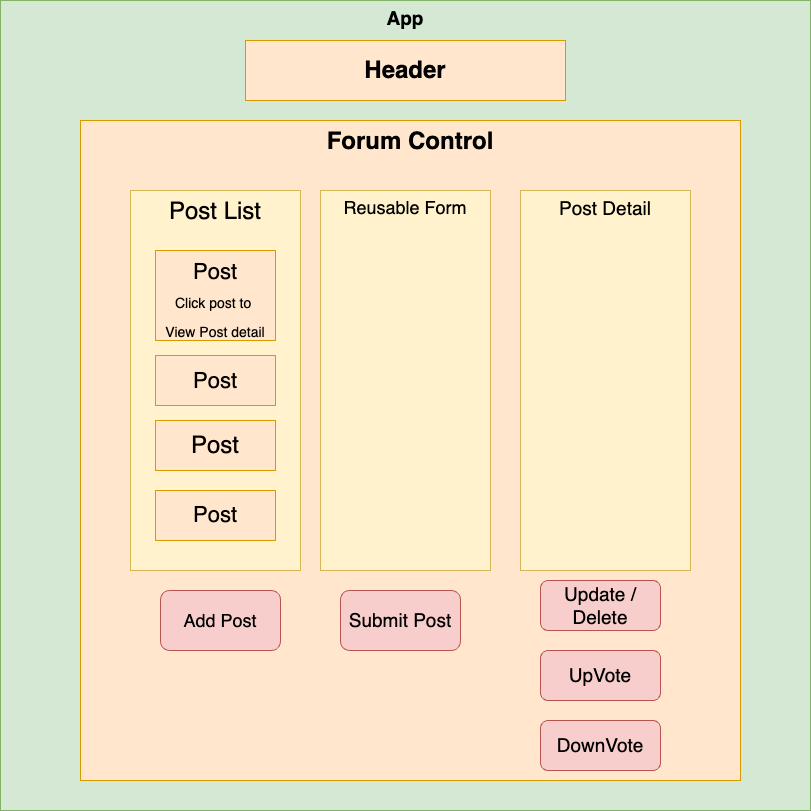 App
Header
Forum Control
Post List
Post
Click post to
View Post detail
Post
Post
Post
Add Post
Reusable Form
Submit Post
Post Detail
Update /
Delete
UpVote
DownVote